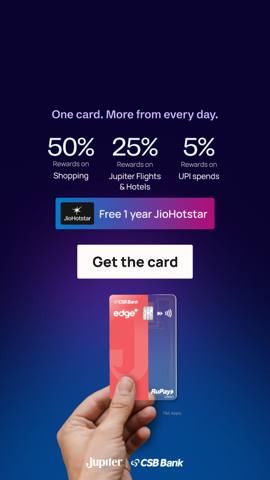 One card. More from every day.
50% 25% 5%
Rewards on Rewards on Rewards on
Shopping Jupiter Flights UPI spends
& Hotels
JioHotstar Free 1 year JioHotstar
Get the card
CSB Bank
edge+
RuPay
T&C Apply
Jupiter | CSB Bank